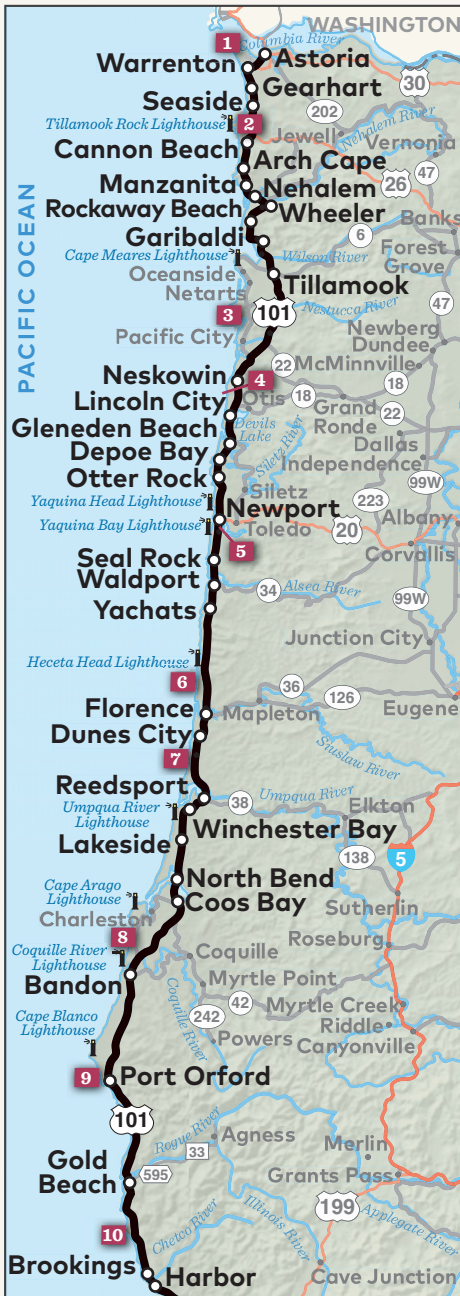 WASHINGTON
1
Columbia River
Warrenton
Astoria
Gearhart
30
Seaside
202
Tillamook Rock Lighthouse
2
Jewell
Nehalem River
Vernonia
Cannon Beach
Arch Cape
47
Manzanita
Nehalem
26
Rockaway Beach
Wheeler
Banks
Garibaldi
6
Forest
Grove
Cape Meares Lighthouse
Wilson River
Oceanside
Netarts
Tillamook
PACIFIC OCEAN
101
Nestucca River
47
3
Pacific City
Newberg
Dundee
22
McMinnville
Neskowin
4
18
Lincoln City
Otis
18
Grand
Ronde
22
Gleneden Beach
Devils
Lake
Siletz River
Dallas
Depoe Bay
Independence
Otter Rock
99W
Yaquina Head Lighthouse
Siletz
Newport
223
Albany
Yaquina Bay Lighthouse
Toledo
20
5
Corvallis
Seal Rock
Waldport
34
Alsea River
99W
Yachats
Junction City
Heceta Head Lighthouse
6
36
126
Florence
Mapleton
Eugene
Dunes City
Siuslaw River
7
Reedsport
Umpqua River
38
Elkton
Umpqua River
Lighthouse
Winchester Bay
Lakeside
138
5
North Bend
Cape Arago
Lighthouse
Coos Bay
Sutherlin
Charleston
8
Roseburg
Coquille River
Lighthouse
Coquille
Bandon
Myrtle Point
Coquille River
42
Myrtle Creek
242
Riddle
Cape Blanco
Lighthouse
Powers
Canyonville
9
Port Orford
101
Rogue River
Agness
33
Merlin
Gold
Beach
595
Grants Pass
199
Applegate River
10
Chetco River
Illinois River
Brookings
Harbor
Cave Junction